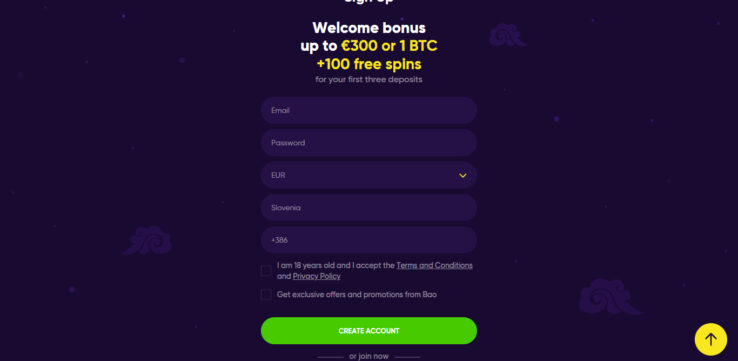 Sign Up
Welcome bonus
up to €300 or 1 BTC
+100 free spins
for your first three deposits
Email
Password
EUR
Slovenia
+386
I am 18 years old and I accept the Terms and Conditions
and Privacy Policy
Get exclusive offers and promotions from Bao
CREATE ACCOUNT
or join now